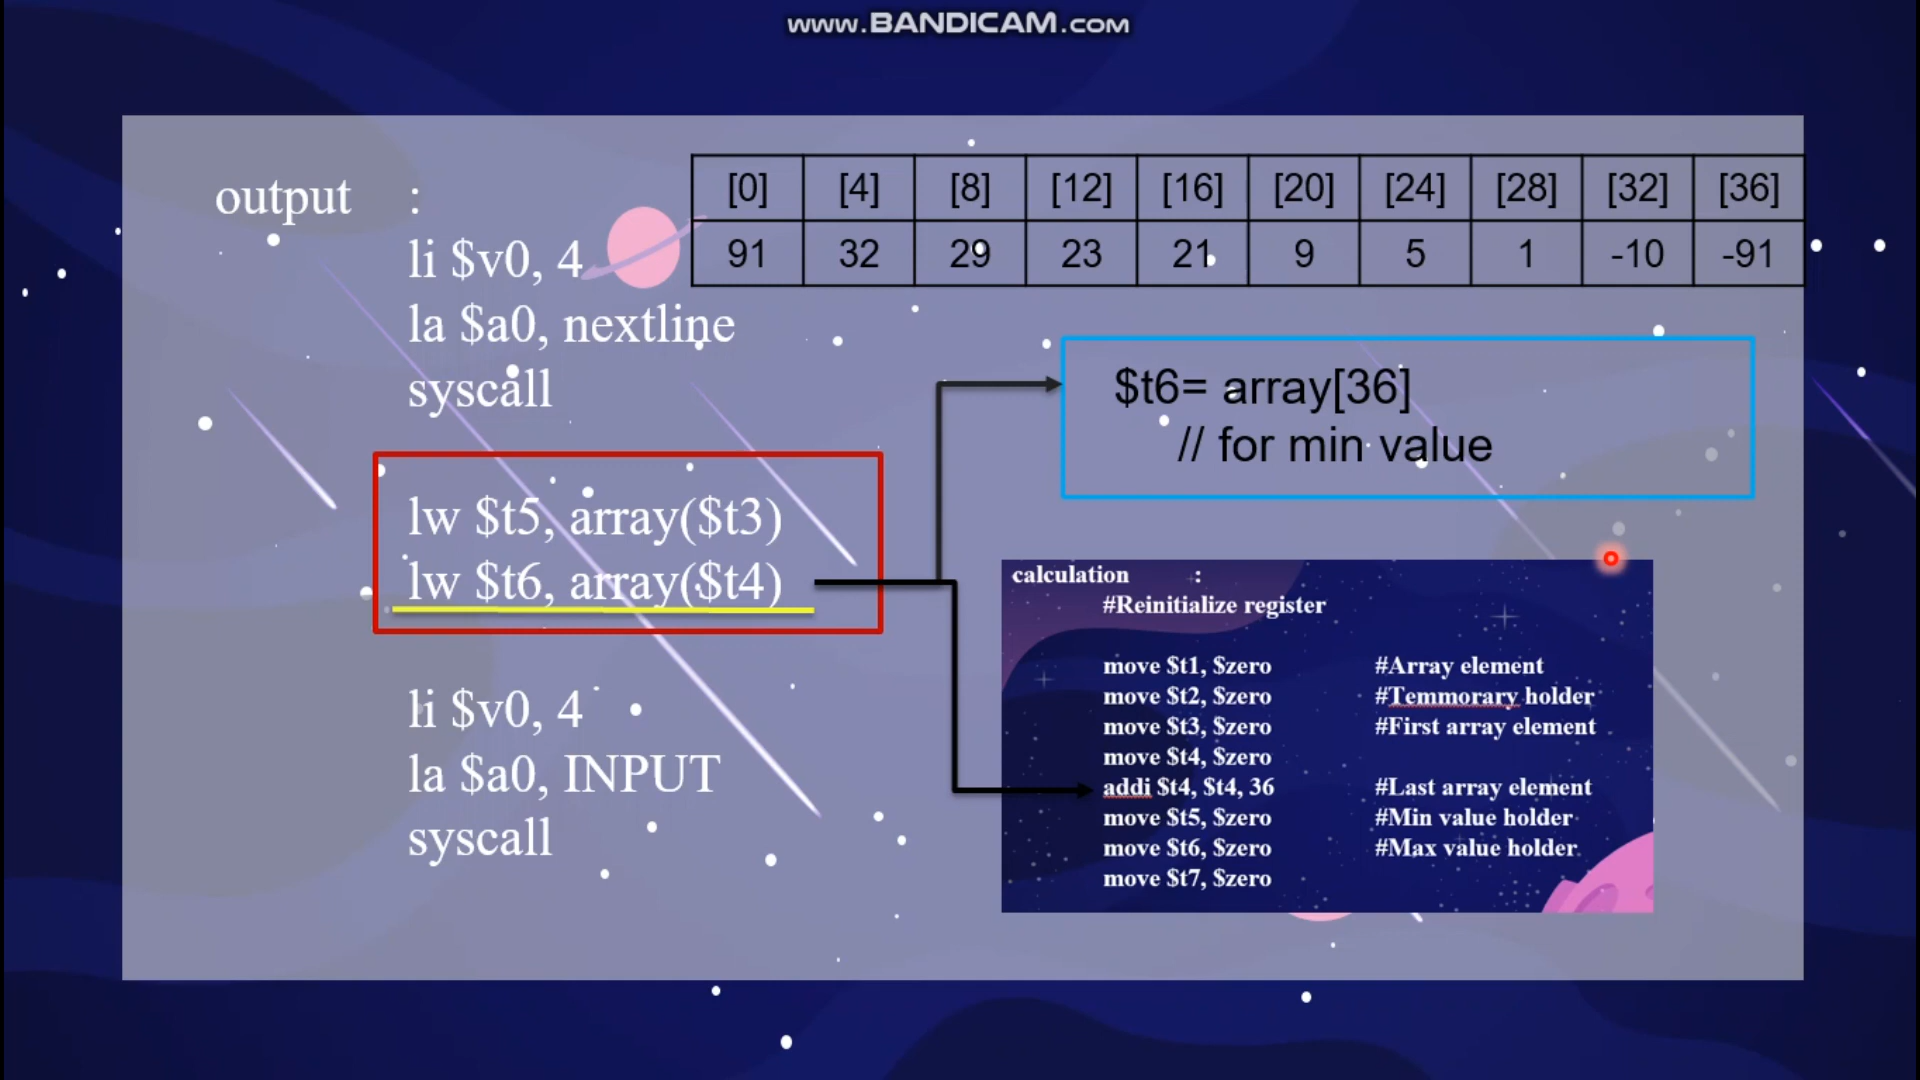 www.BANDICAM.com
output :
li $v0, 4
la $a0, nextline
syscall
lw $t5, array($t3)
lw $t6, array($t4)
li $v0, 4
la $a0, INPUT
syscall
[0] [4] [8] [12] [16] [20] [24] [28] [32] [36]
91 32 29 23 21 9 5 1 -10 -91
$t6= array[36]
// for min value
calculation :
#Reinitialize register
move $t1, $zero #Array element
move $t2, $zero #Temmorary holder
move $t3, $zero #First array element
move $t4, $zero
addi $t4, $t4, 36 #Last array element
move $t5, $zero #Min value holder
move $t6, $zero #Max value holder
move $t7, $zero